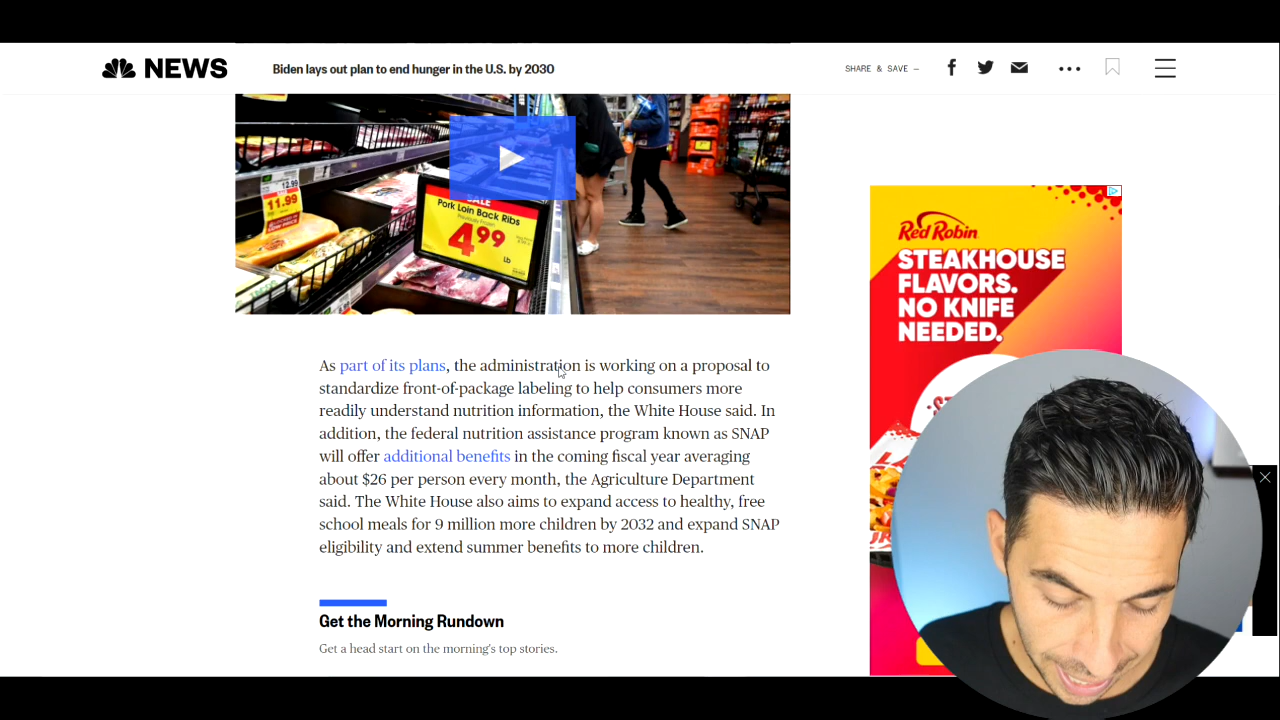 NEWS
Biden lays out plan to end hunger in the U.S. by 2030
SHARE & SAVE —
12.99
11.99
SALE
Pork Loin Back Ribs
4.99
Lb
Red Robin
STEAKHOUSE
FLAVORS.
NO KNIFE
NEEDED.
As part of its plans, the administration is working on a proposal to
standardize front-of-package labeling to help consumers more
readily understand nutrition information, the White House said. In
addition, the federal nutrition assistance program known as SNAP
will offer additional benefits in the coming fiscal year averaging
about $26 per person every month, the Agriculture Department
said. The White House also aims to expand access to healthy, free
school meals for 9 million more children by 2032 and expand SNAP
eligibility and extend summer benefits to more children.
Get the Morning Rundown
Get a head start on the morning's top stories.